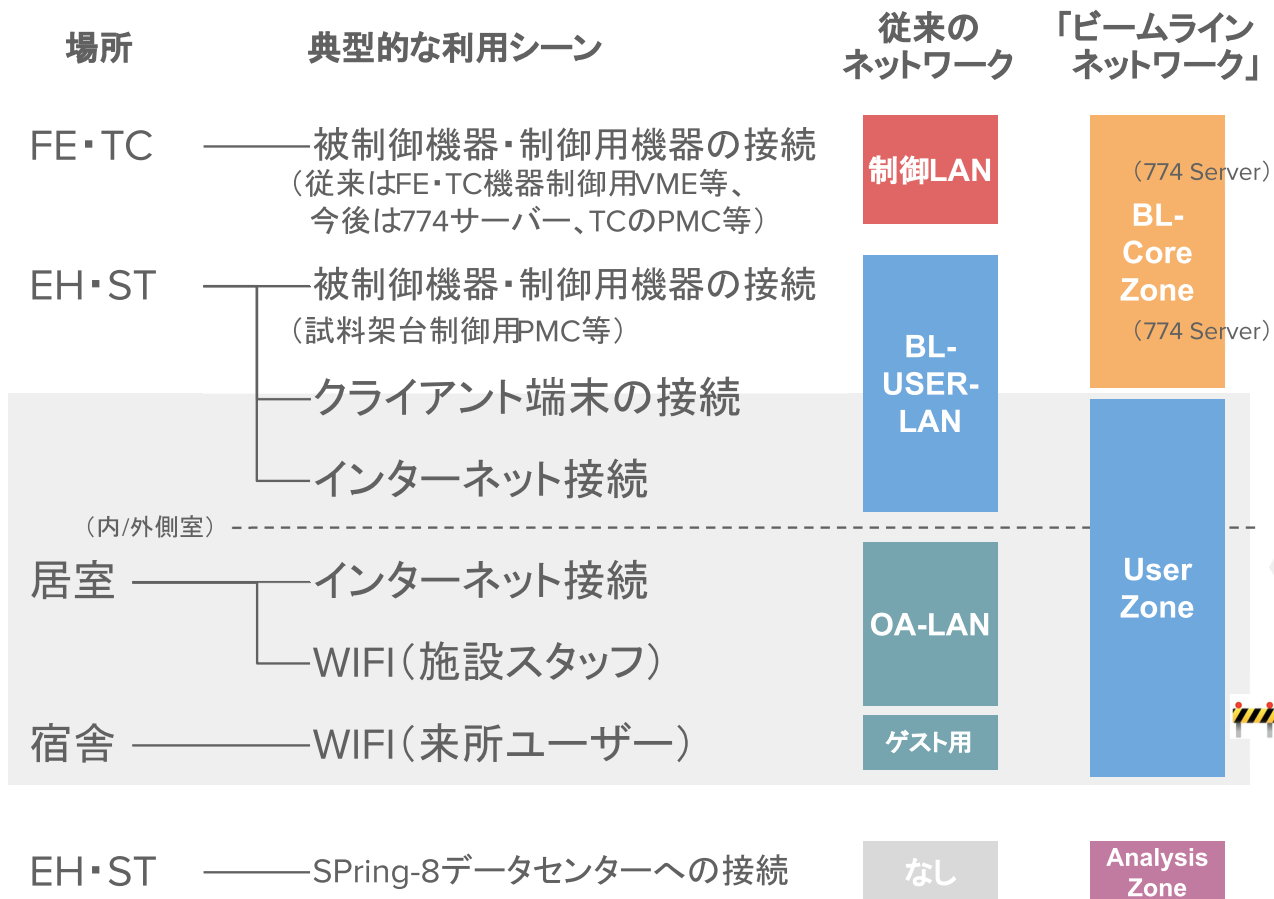 場所
典型的な利用シーン
従来の
ネットワーク
「ビームライン
ネットワーク」
FE・TC
被制御機器・制御用機器の接続
（従来はFE・TC機器制御用VME等、
今後は774サーバー、TCのPMC等）
制御LAN
（774 Server）
BL-
Core
Zone
（774 Server）
EH・ST
被制御機器・制御用機器の接続
（試料架台制御用PMC等）
クライアント端末の接続
インターネット接続
BL-
USER-
LAN
（内/外側室）
居室
インターネット接続
WIFI（施設スタッフ）
OA-LAN
User
Zone
宿舎
WIFI（来所ユーザー）
ゲスト用
EH・ST
SPring-8データセンターへの接続
なし
Analysis
Zone